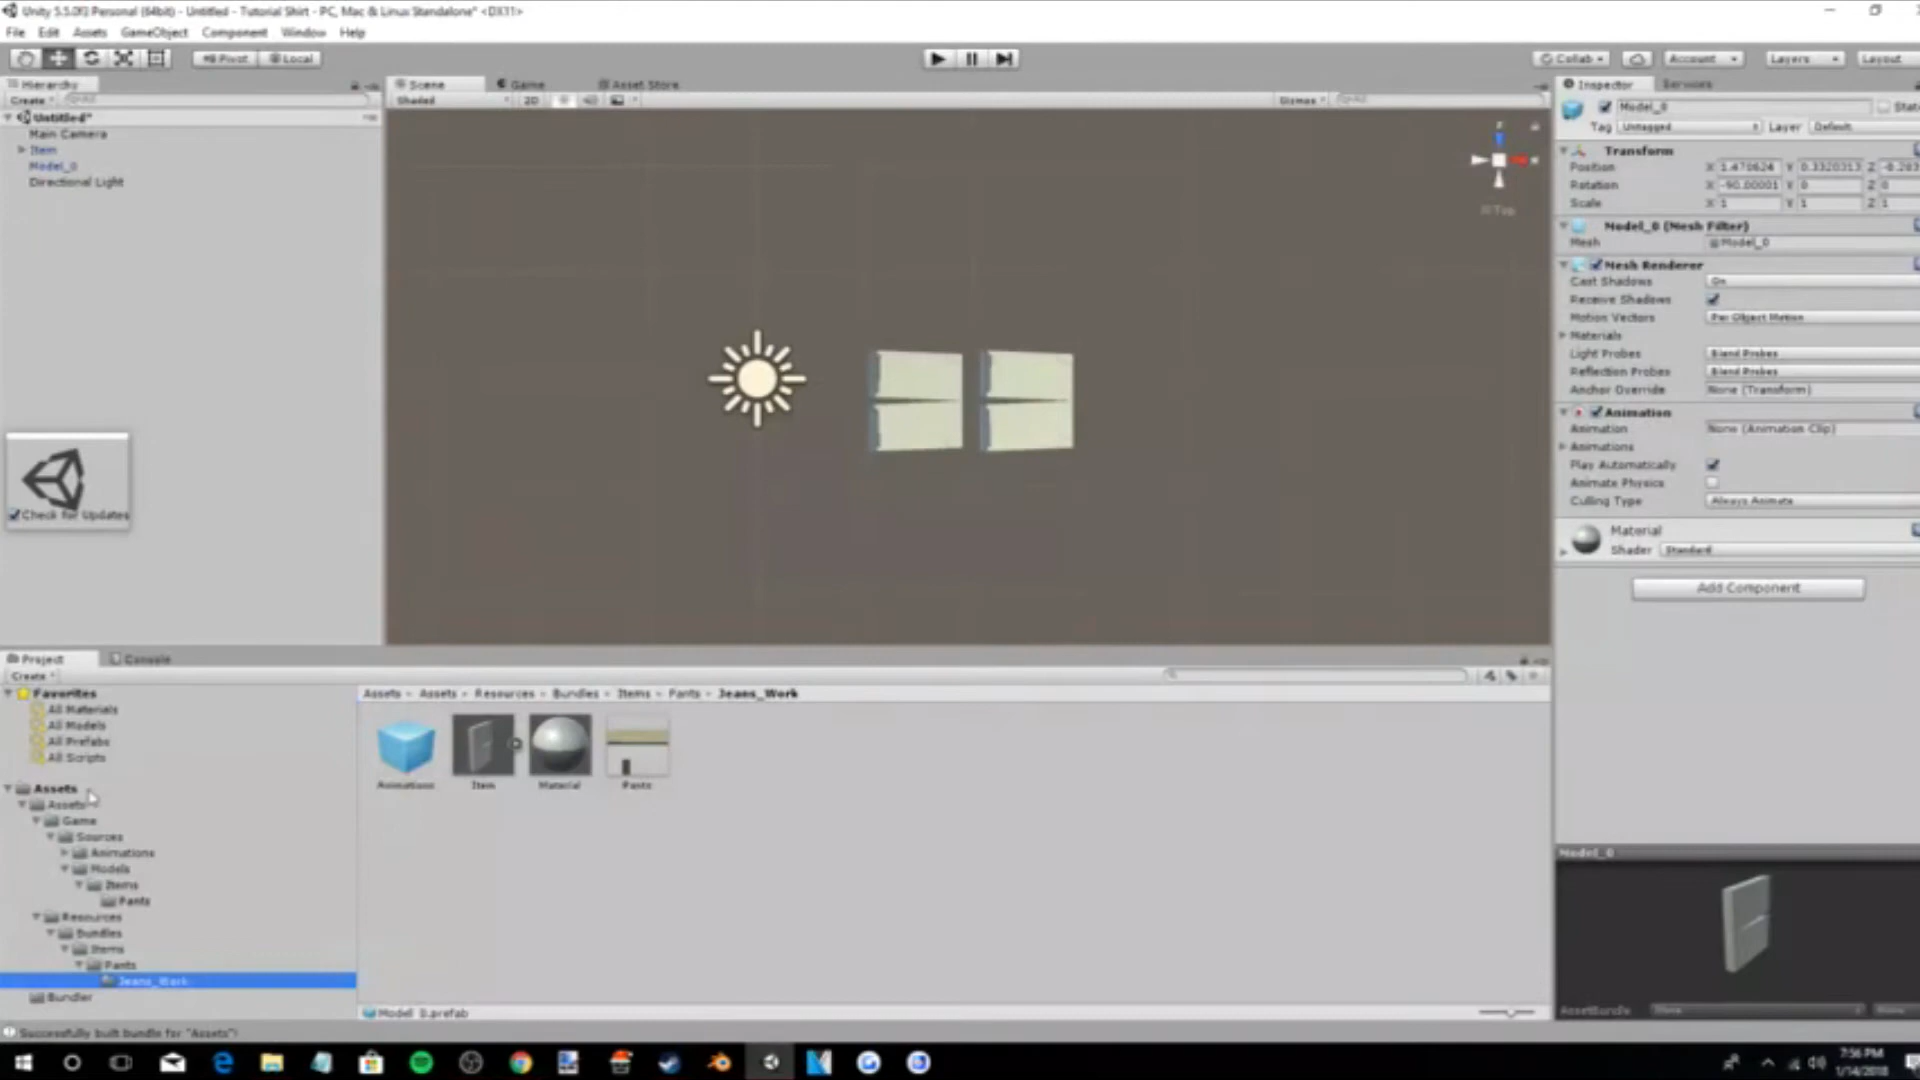 Unity 5.5.0f3 Personal (64bit) - Untitled - Tutorial Shirt - PC, Mac & Linux Standalone* <DX11>
File Edit Assets GameObject Component Window Help
Pivot Local Collab Account Layers Layout
Hierarchy Scene Game Asset Store Inspector Services
Create Shaded 2D Gizmos
Untitled*
Main Camera
Item
Model_0
Directional Light
Top
Check for Updates
Model_0
Tag Untagged Layer Default
Transform
Position X 1.470624 Y 0.3320313 Z
Rotation X -90.00001 Y 0 Z 0
Scale X 1 Y 1 Z 1
Model_0 (Mesh Filter)
Mesh Model_0
Mesh Renderer
Cast Shadows On
Receive Shadows
Motion Vectors Per Object Motion
Materials
Light Probes Blend Probes
Reflection Probes Blend Probes
Anchor Override None (Transform)
Animation
Animation None (Animation Clip)
Animations
Play Automatically
Animate Physics
Culling Type Always Animate
Material
Shader Standard
Add Component
Project Console
Create
Favorites
All Materials
All Models
All Prefabs
All Scripts
Assets
Assets
Game
Sources
Animations
Models
Items
Pants
Resources
Bundles
Items
Pants
Jeans_Work
Bundler
Assets Assets Resources Bundles Items Pants Jeans_Work
Animations Item Material Pants
Model_0.prefab
Model_0
AssetBundle None
Successfully built bundle for "Assets"!
7:56 PM
1/14/2018